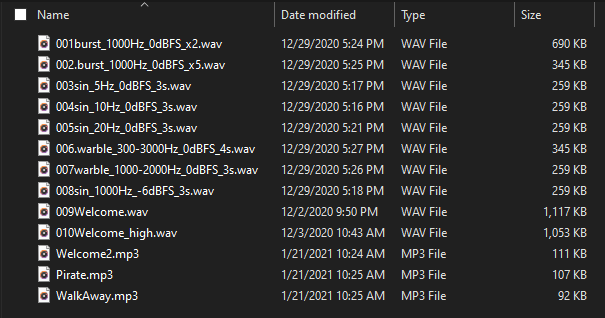 Name Date modified Type Size
001burst_1000Hz_0dBFS_x2.wav 12/29/2020 5:24 PM WAV File 690 KB
002.burst_1000Hz_0dBFS_x5.wav 12/29/2020 5:25 PM WAV File 345 KB
003sin_5Hz_0dBFS_3s.wav 12/29/2020 5:17 PM WAV File 259 KB
004sin_10Hz_0dBFS_3s.wav 12/29/2020 5:16 PM WAV File 259 KB
005sin_20Hz_0dBFS_3s.wav 12/29/2020 5:21 PM WAV File 259 KB
006.warble_300-3000Hz_0dBFS_4s.wav 12/29/2020 5:27 PM WAV File 345 KB
007warble_1000-2000Hz_0dBFS_3s.wav 12/29/2020 5:26 PM WAV File 259 KB
008sin_1000Hz_-6dBFS_3s.wav 12/29/2020 5:18 PM WAV File 259 KB
009Welcome.wav 12/2/2020 9:50 PM WAV File 1,117 KB
010Welcome_high.wav 12/3/2020 10:43 AM WAV File 1,053 KB
Welcome2.mp3 1/21/2021 10:24 AM MP3 File 111 KB
Pirate.mp3 1/21/2021 10:25 AM MP3 File 107 KB
WalkAway.mp3 1/21/2021 10:25 AM MP3 File 92 KB